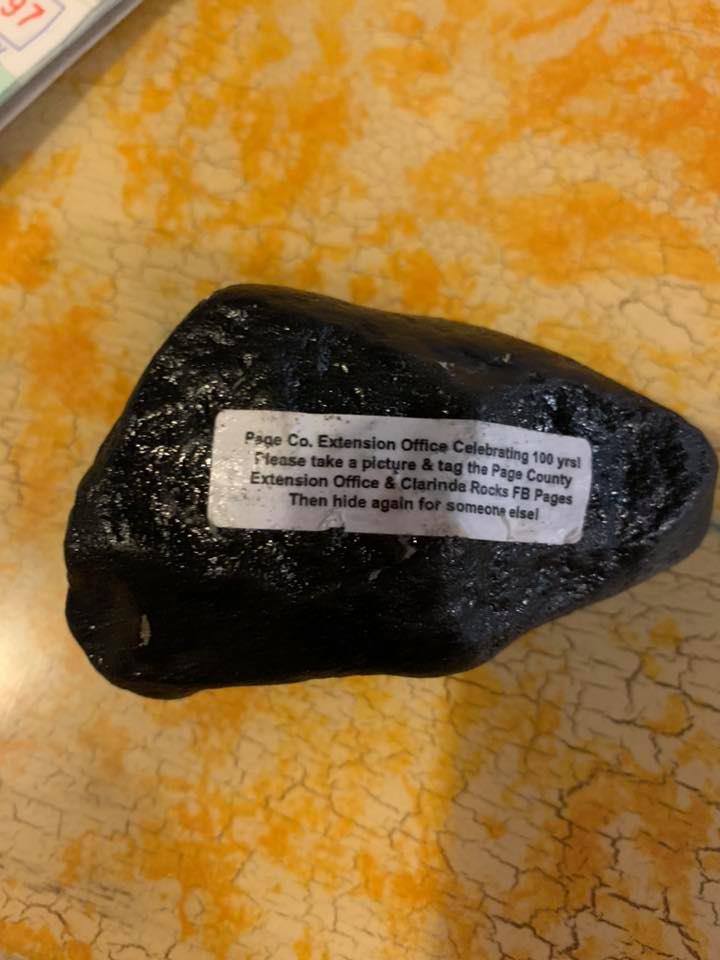 97
Page Co. Extension Office Celebrating 100 yrs!
Please take a picture & tag the Page County
Extension Office & Clarinda Rocks FB Pages
Then hide again for someone else!